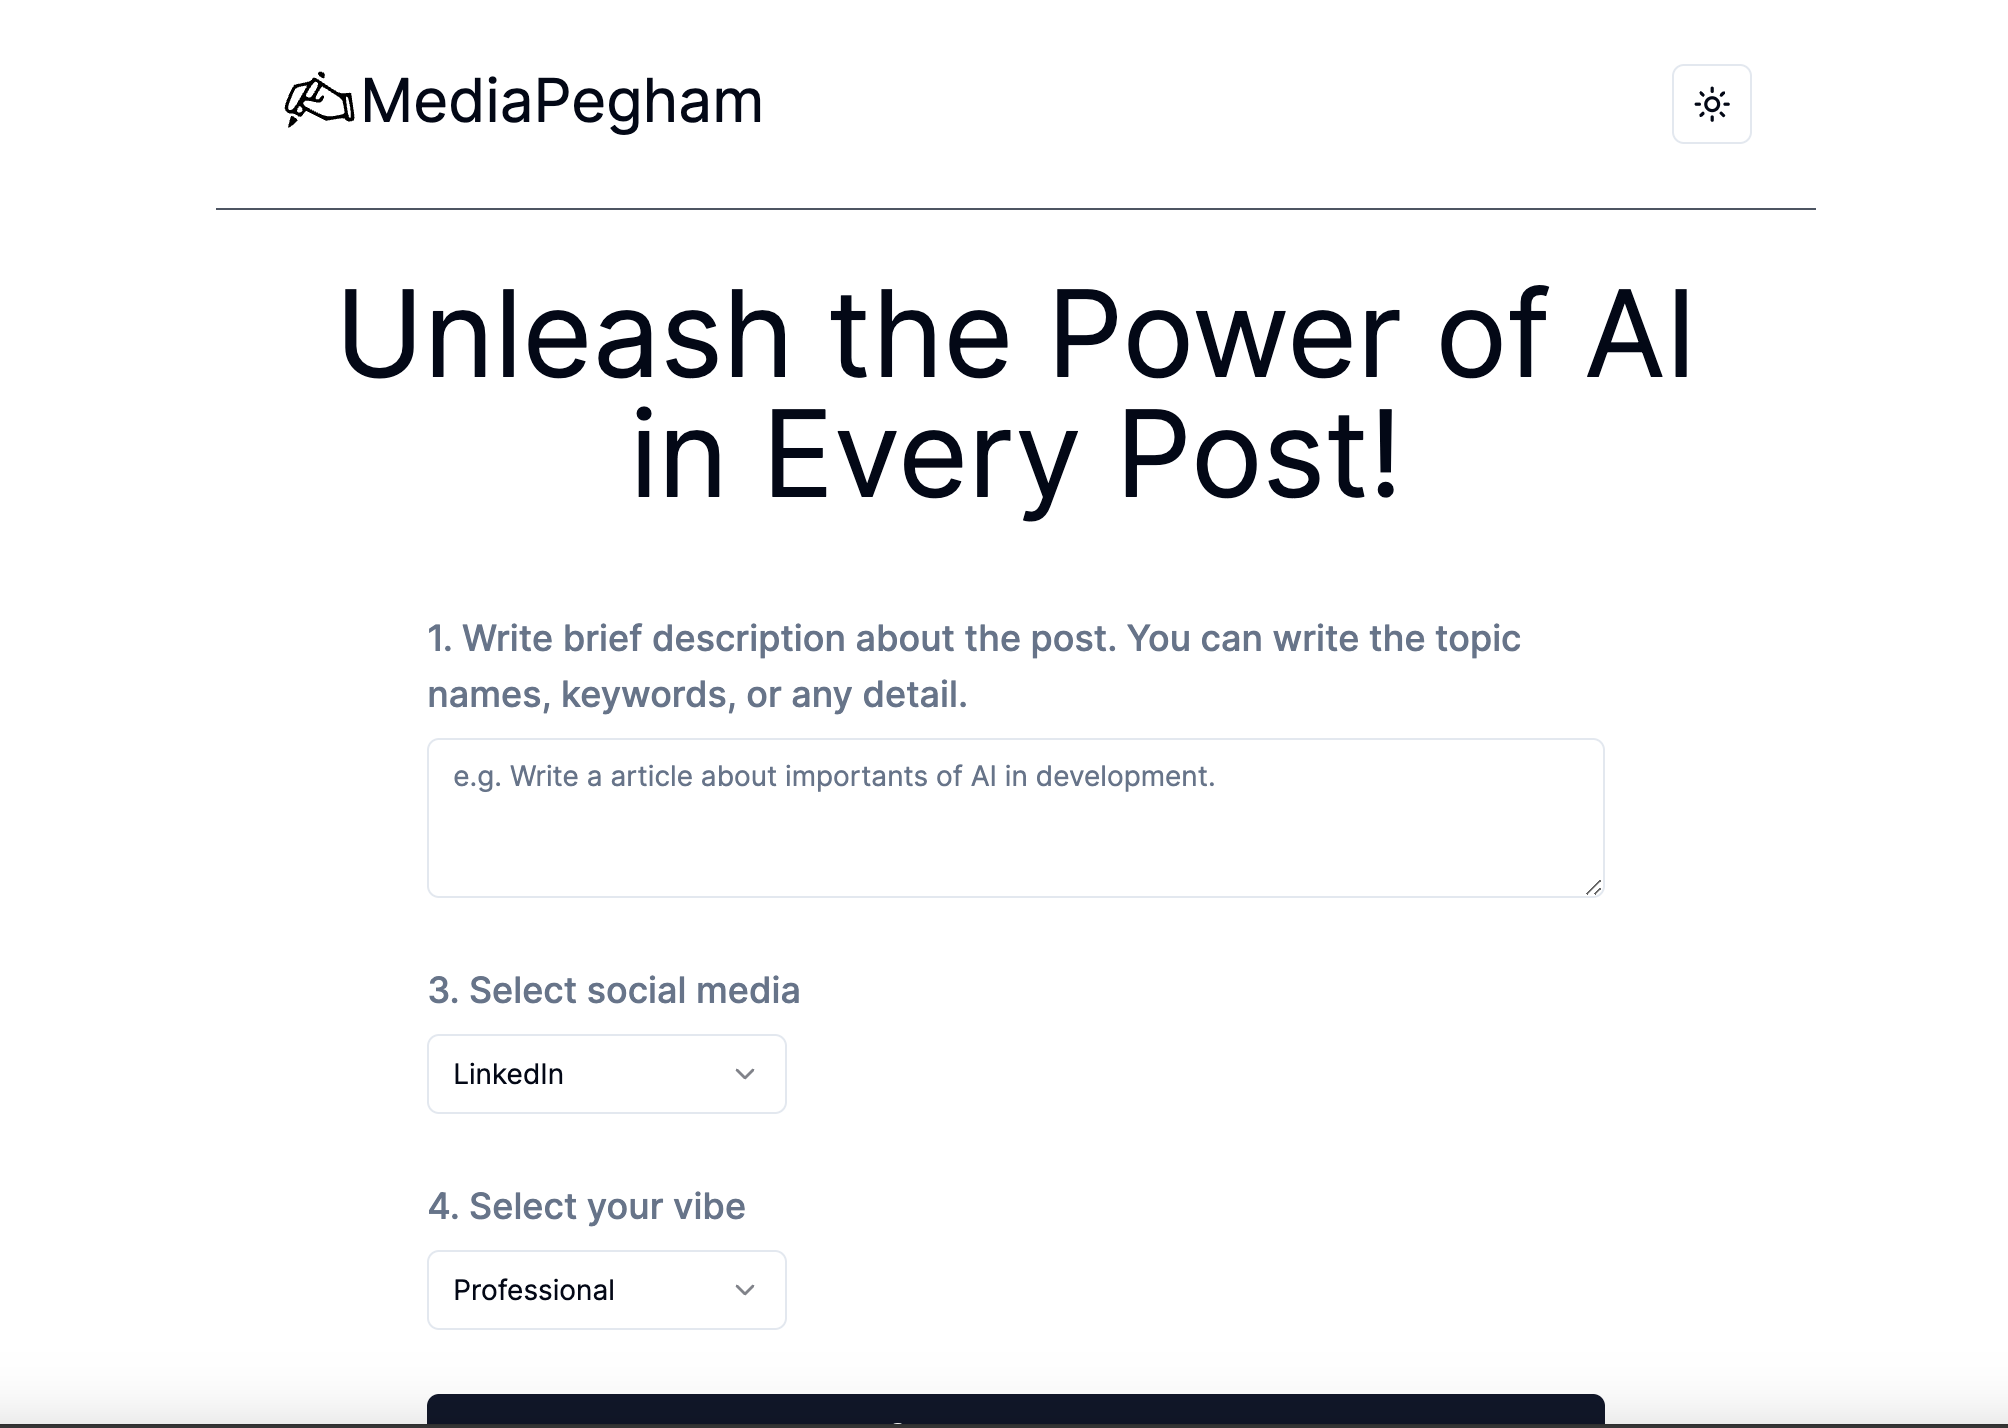 MediaPegham
Unleash the Power of AI
in Every Post!
1. Write brief description about the post. You can write the topic
names, keywords, or any detail.
e.g. Write a article about importants of AI in development.
3. Select social media
LinkedIn
4. Select your vibe
Professional